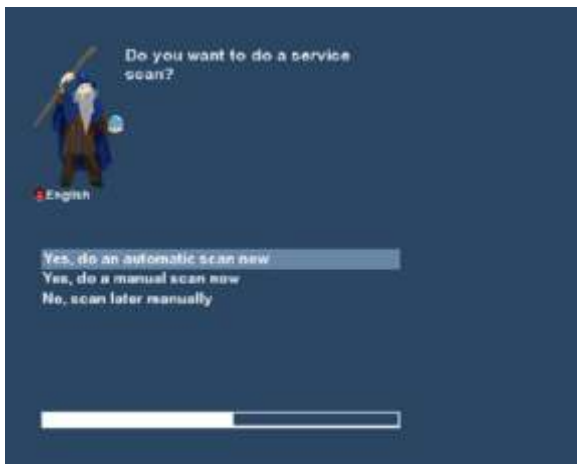 Do you want to do a service
scan?
English
Yes, do an automatic scan now
Yes, do a manual scan now
No, scan later manually